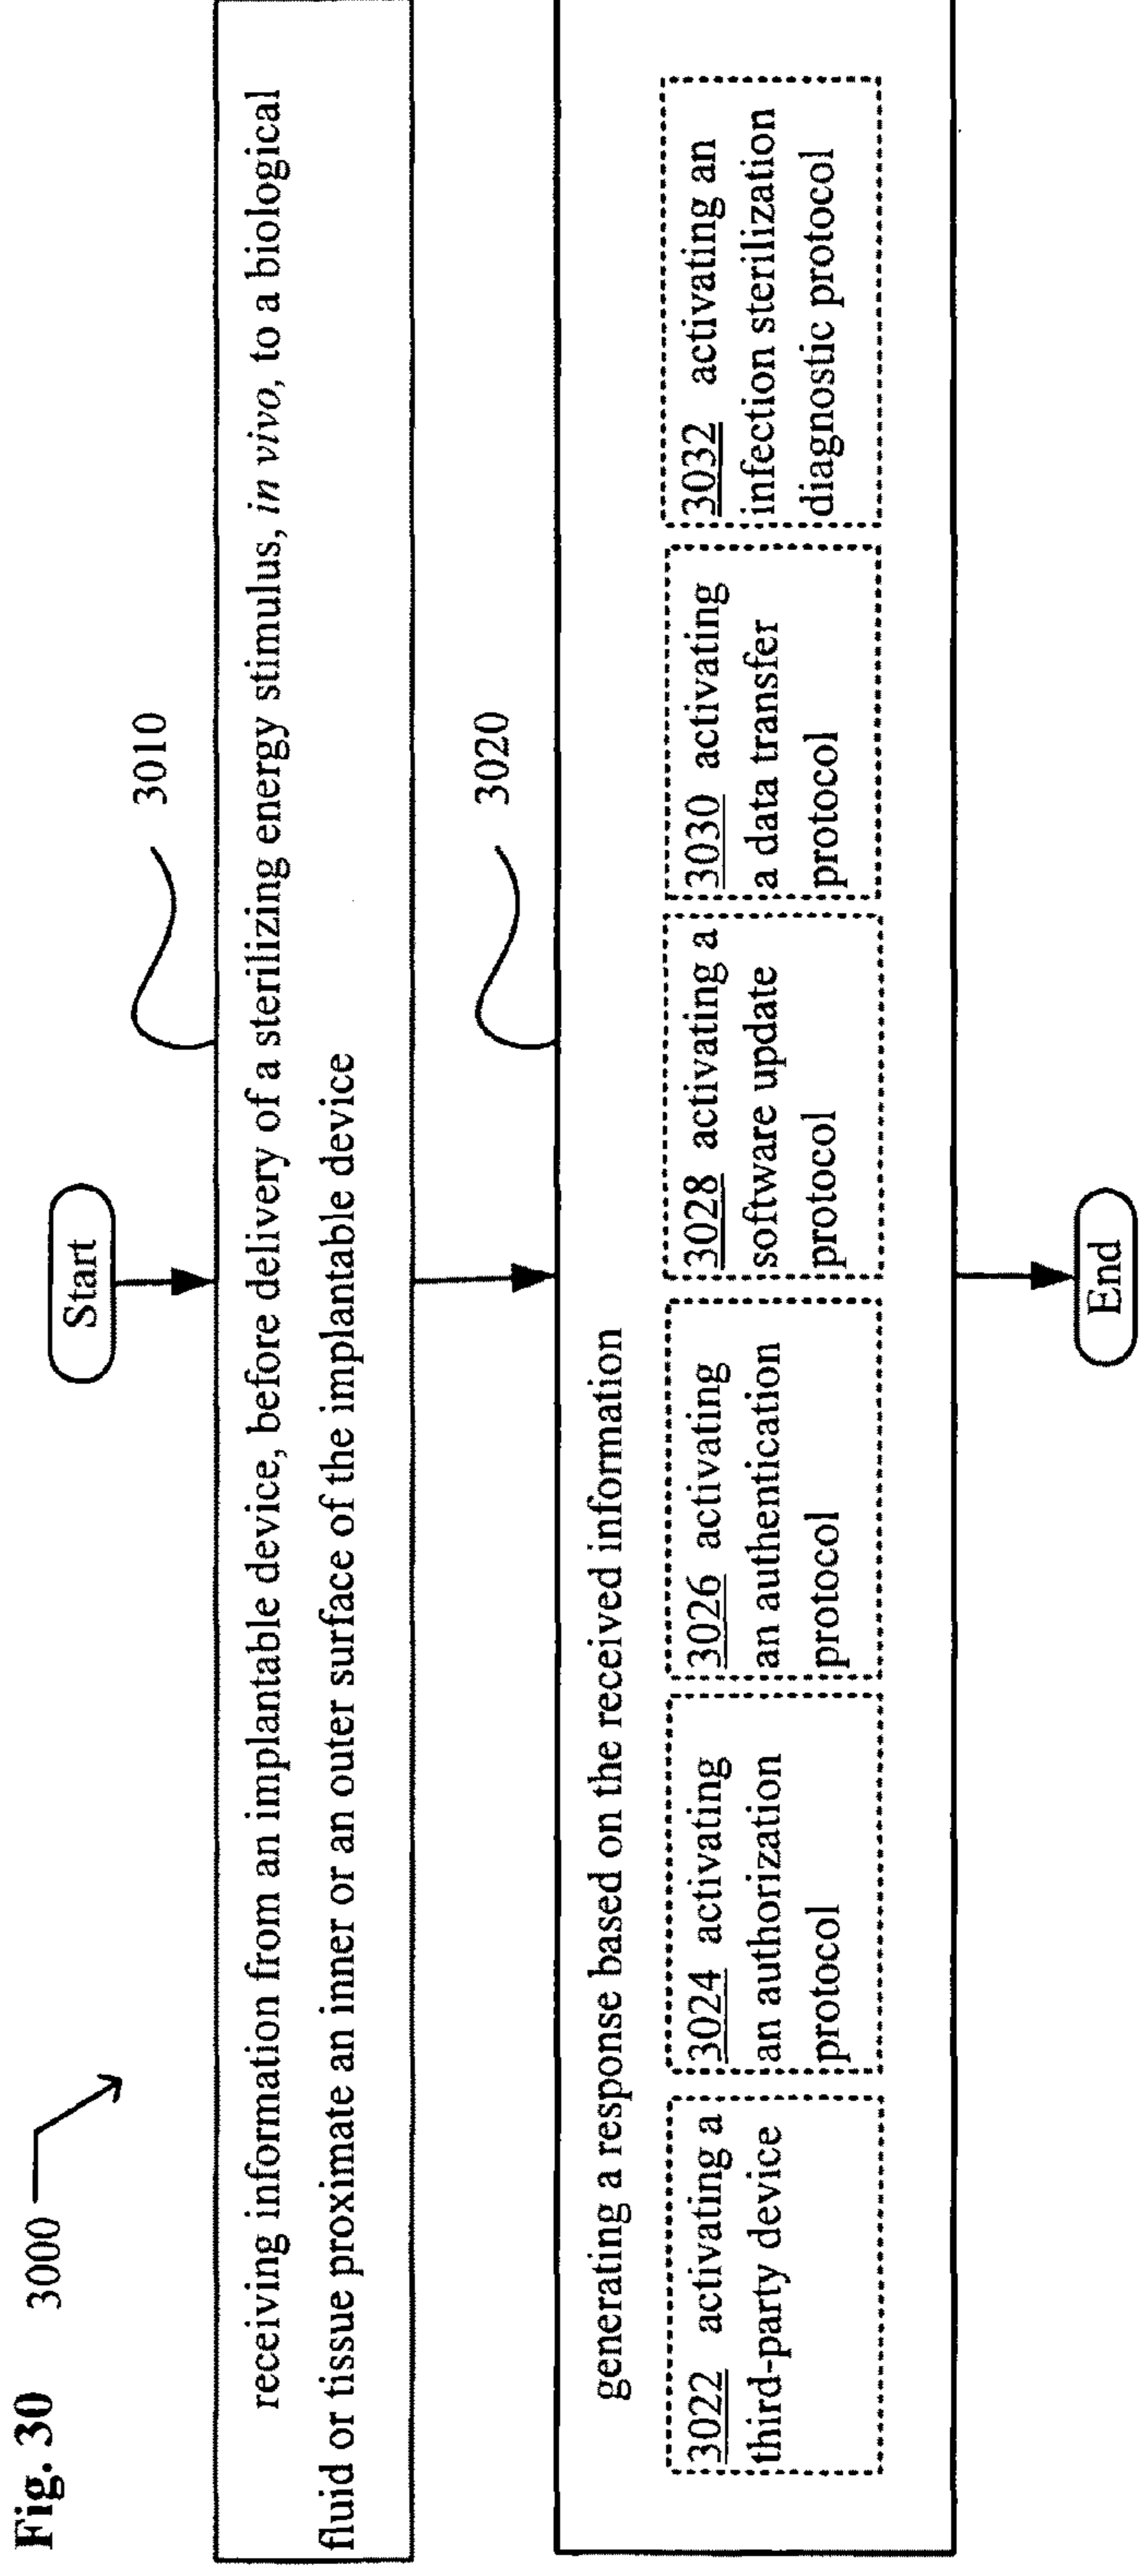 Fig. 30
3000
Start
3010
receiving information from an implantable device, before delivery of a sterilizing energy stimulus, in vivo, to a biological
fluid or tissue proximate an inner or an outer surface of the implantable device
3020
generating a response based on the received information
3022 activating a
third-party device
3024 activating
an authorization
protocol
3026 activating
an authentication
protocol
3028 activating a
software update
protocol
3030 activating
a data transfer
protocol
3032 activating an
infection sterilization
diagnostic protocol
End